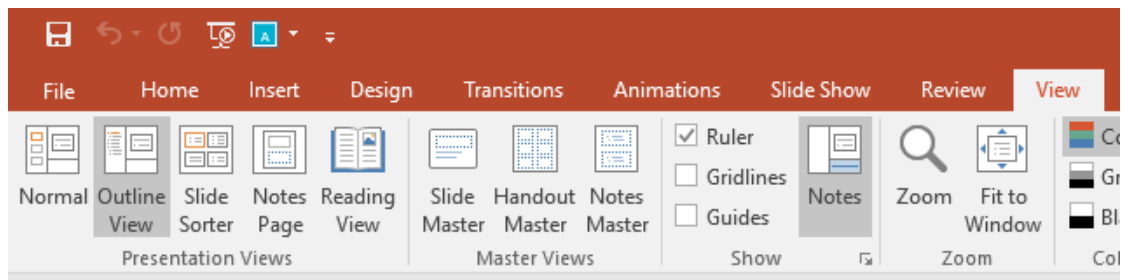 A
File Home Insert Design Transitions Animations Slide Show Review View
Normal Outline View Slide Sorter Notes Page Reading View
Slide Master Handout Master Notes Master
Ruler
Gridlines
Guides
Notes
Zoom Fit to Window
Presentation Views Master Views Show Zoom